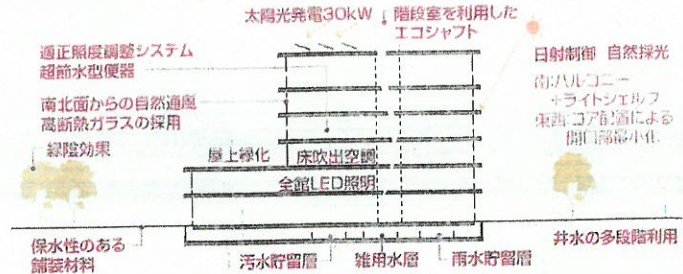 太陽光発電30kW
階段室を利用した
エコシャフト
適正照度調整システム
超節水型便器
日射制御 自然採光
南:バルコニー
+ライトシェルフ
東西:コア配置による
開口部最小化
南北面からの自然通風
高断熱ガラスの採用
緑陰効果
屋上緑化
床吹出空調
全館LED照明
保水性のある
舗装材料
汚水貯留層
雑用水層
雨水貯留層
井水の多段階利用